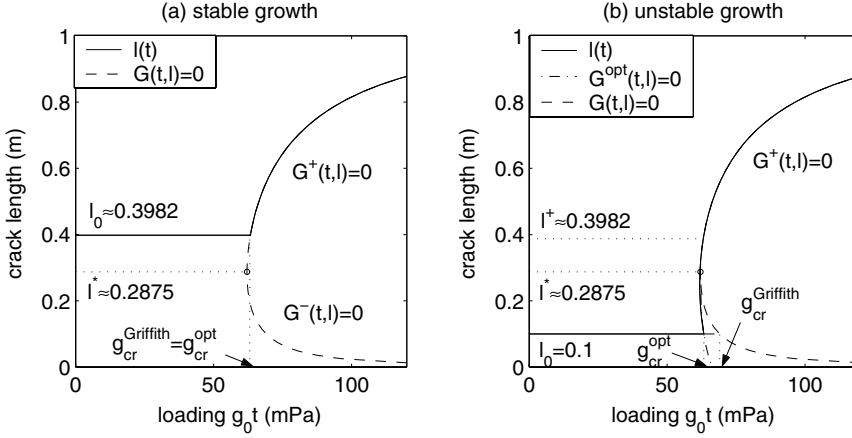 (a) stable growth
l(t)
G(t,l)=0
1
0.8
0.6
0.4
0.2
0
crack length (m)
G⁺(t,l)=0
l₀≈0.3982
l*≈0.2875
G⁻(t,l)=0
g_cr^Griffith=g_cr^opt
0 50 100
loading g₀t (mPa)
(b) unstable growth
l(t)
G^opt(t,l)=0
G(t,l)=0
1
0.8
0.6
0.4
0.2
0
crack length (m)
G⁺(t,l)=0
l⁺≈0.3982
l*≈0.2875
g_cr^Griffith
l₀=0.1
g_cr^opt
0 50 100
loading g₀t (mPa)